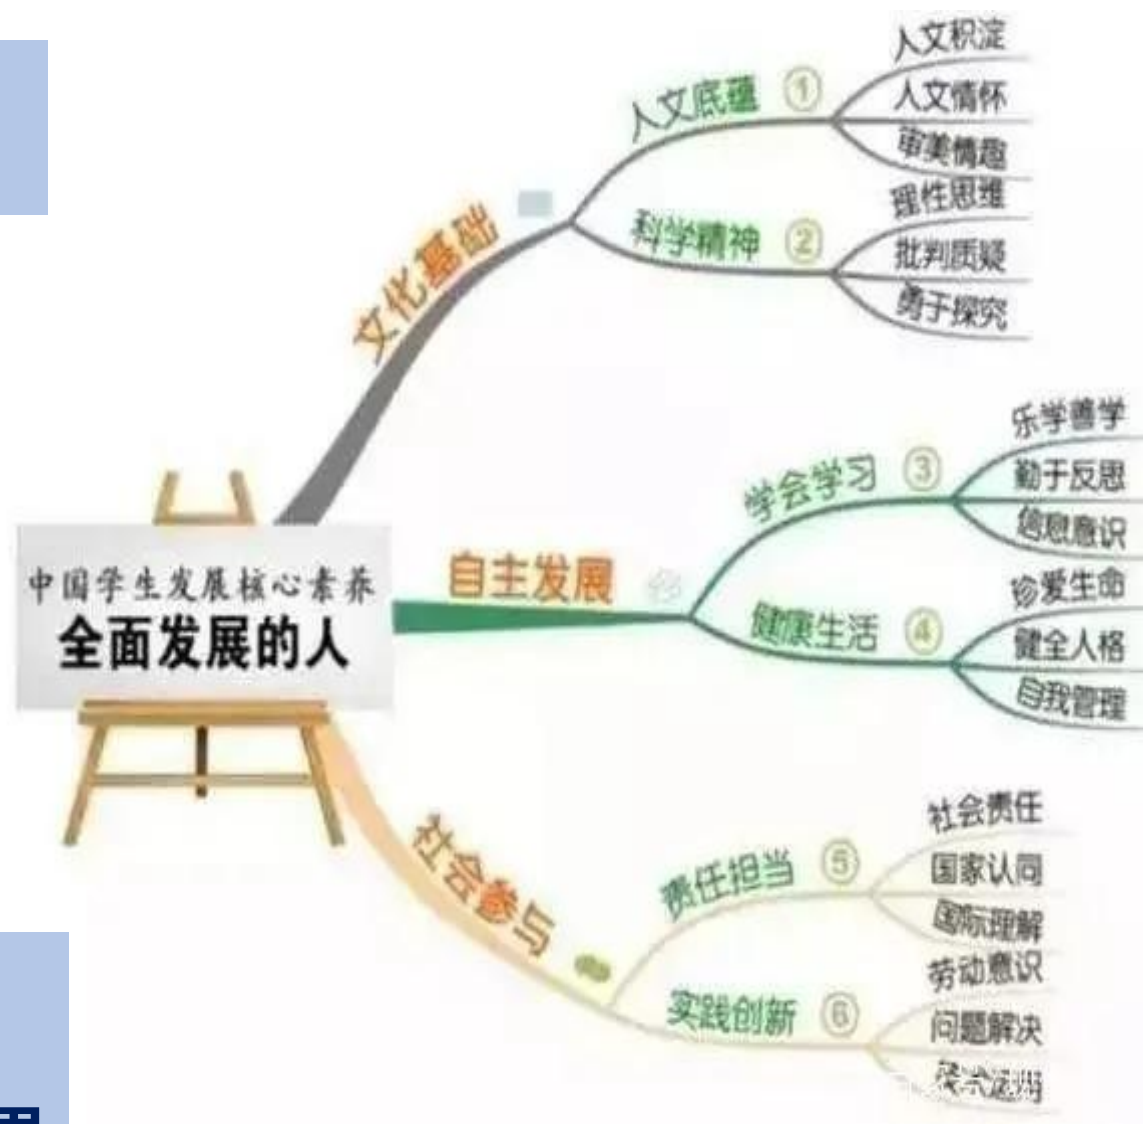 人文积淀
人文底蕴 ①
人文情怀
审美情趣
文化基础
理性思维
科学精神 ②
批判质疑
勇于探究
乐学善学
学会学习 ③
勤于反思
信息意识
中国学生发展核心素养
全面发展的人
自主发展
珍爱生命
健康生活 ④
健全人格
自我管理
社会参与
社会责任
责任担当 ⑤
国家认同
国际理解
劳动意识
实践创新 ⑥
问题解决